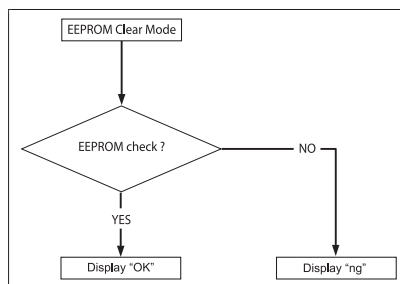 EEPROM Clear Mode
EEPROM check ?
NO
YES
Display “OK”
Display “ng”